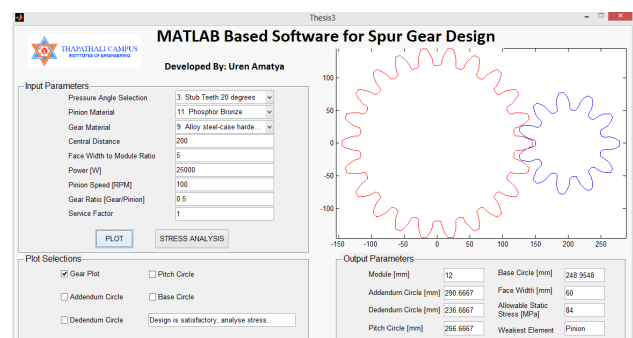 Thesis3
MATLAB Based Software for Spur Gear Design
THAPATHALI CAMPUS
INSTITUTES OF ENGINEERING
Developed By: Uren Amatya
Input Parameters
Pressure Angle Selection 3. Stub Teeth 20 degrees
Pinion Material 11. Phosphor Bronze
Gear Material 9. Alloy steel-case harde...
Central Distance 200
Face Width to Module Ratio 5
Power [W] 25000
Pinion Speed [RPM] 100
Gear Ratio [Gear/Pinion] 0.5
Service Factor 1
PLOT STRESS ANALYSIS
100
50
0
-50
-100
-150 -100 -50 0 50 100 150 200 250
Plot Selections
Gear Plot Pitch Circle
Addendum Circle Base Circle
Dedendum Circle Design is satisfactory, analyse stress.
Output Parameters
Module [mm] 12 Base Circle [mm] 248.9548
Addendum Circle [mm] 290.6667 Face Width [mm] 60
Dedendum Circle [mm] 236.6667 Allowable Static
Stress [MPa] 84
Pitch Circle [mm] 266.6667 Weakest Element Pinion